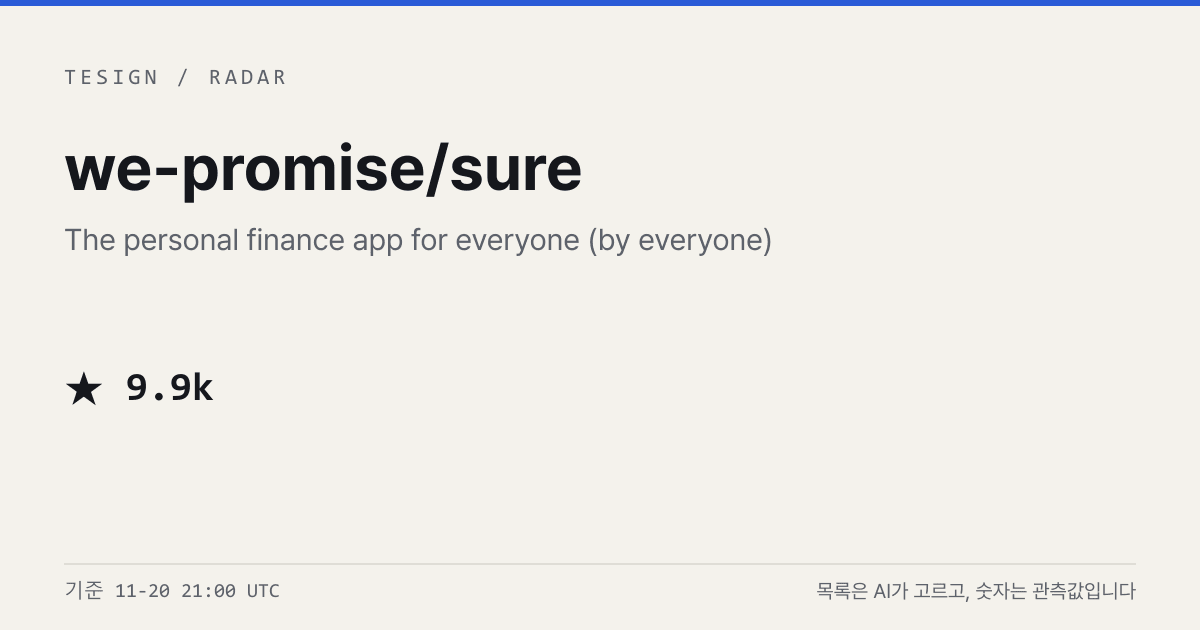 TESIGN / RADAR
we-promise/sure
The personal finance app for everyone (by everyone)
★ 9.9k
기준 11-20 21:00 UTC
목록은 AI가 고르고, 숫자는 관측값입니다